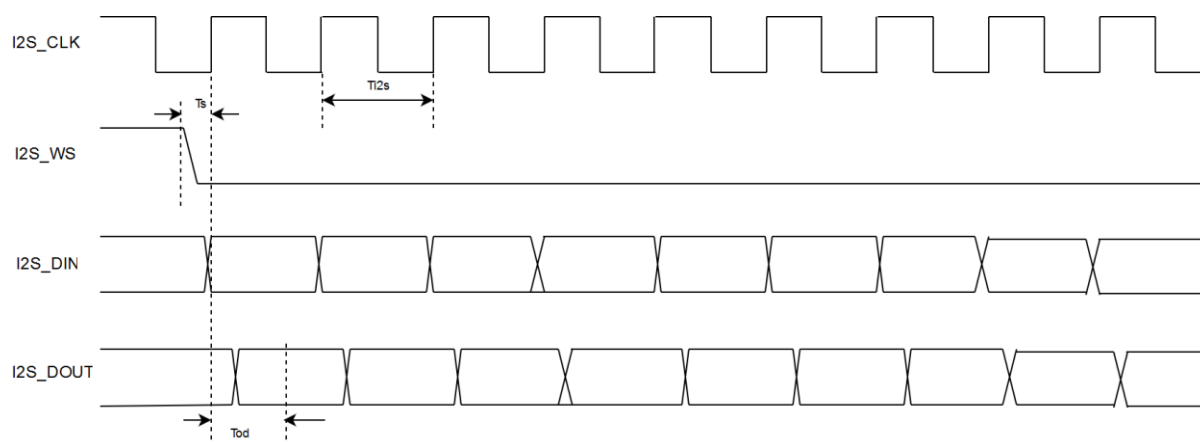 I2S_CLK
TI2s
Ts
I2S_WS
I2S_DIN
I2S_DOUT
Tod